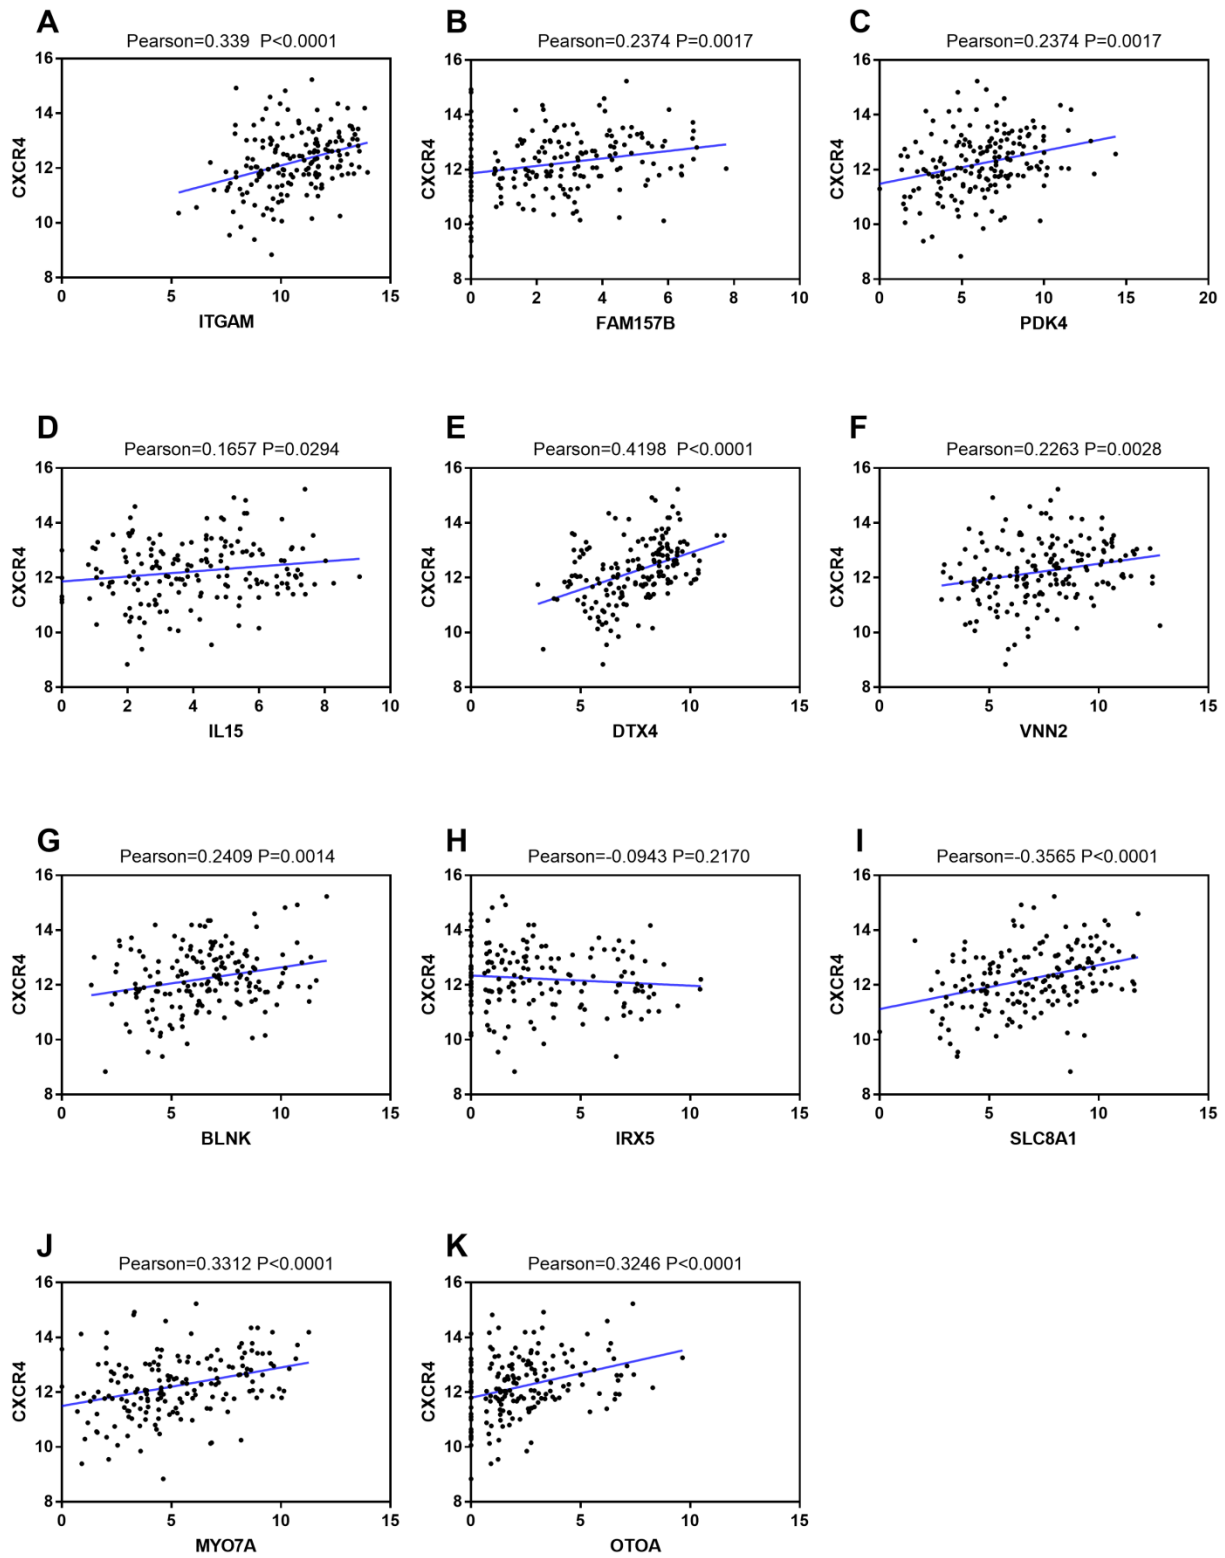 A
Pearson=0.339 P<0.0001
16
14
12
10
8
CXCR4
0 5 10 15
ITGAM
B
Pearson=0.2374 P=0.0017
16
14
12
10
8
CXCR4
0 2 4 6 8 10
FAM157B
C
Pearson=0.2374 P=0.0017
16
14
12
10
8
CXCR4
0 5 10 15 20
PDK4
D
Pearson=0.1657 P=0.0294
16
14
12
10
8
CXCR4
0 2 4 6 8 10
IL15
E
Pearson=0.4198 P<0.0001
16
14
12
10
8
CXCR4
0 5 10 15
DTX4
F
Pearson=0.2263 P=0.0028
16
14
12
10
8
CXCR4
0 5 10 15
VNN2
G
Pearson=0.2409 P=0.0014
16
14
12
10
8
CXCR4
0 5 10 15
BLNK
H
Pearson=-0.0943 P=0.2170
16
14
12
10
8
CXCR4
0 5 10 15
IRX5
I
Pearson=-0.3565 P<0.0001
16
14
12
10
8
CXCR4
0 5 10 15
SLC8A1
J
Pearson=0.3312 P<0.0001
16
14
12
10
8
CXCR4
0 5 10 15
MYO7A
K
Pearson=0.3246 P<0.0001
16
14
12
10
8
CXCR4
0 5 10 15
OTOA